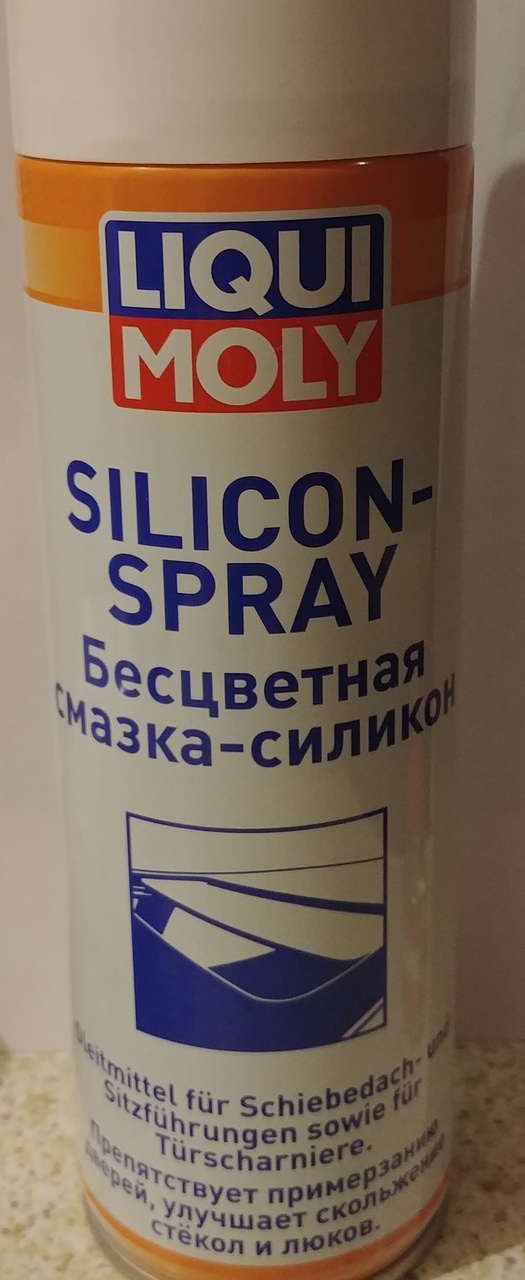 LIQUI
MOLY
SILICON-
SPRAY
Бесцветная
смазка-силикон
Gleitmittel für Schiebedach- und
Sitzführungen sowie für
Türscharniere.
Препятствует примерзанию
дверей, улучшает скольжение
стёкол и люков.